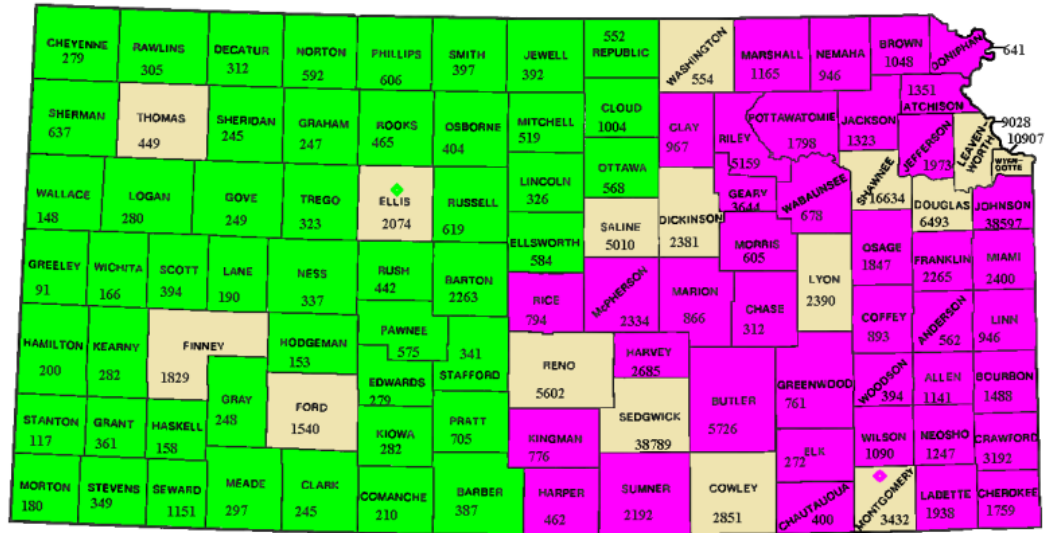 CHEYENNE
279
RAWLINS
305
DECATUR
312
NORTON
592
PHILLIPS
606
SMITH
397
JEWELL
392
552
REPUBLIC
WASHINGTON
554
MARSHALL
1165
NEMAHA
946
BROWN
1048
DONIPHAN
641
SHERMAN
637
THOMAS
449
SHERIDAN
245
GRAHAM
247
ROOKS
465
OSBORNE
404
MITCHELL
519
CLOUD
1004
CLAY
967
RILEY
5159
POTTAWATOMIE
1798
JACKSON
1323
1351
ATCHISON
JEFFERSON
1973
LEAVEN-
WORTH
9028
10907
WYAN-
DOTTE
WALLACE
148
LOGAN
280
GOVE
249
TREGO
323
ELLIS
2074
RUSSELL
619
LINCOLN
326
OTTAWA
568
SALINE
5010
DICKINSON
2381
GEARY
3644
WABAUNSEE
678
SHAWNEE
16634
DOUGLAS
6493
JOHNSON
38597
GREELEY
91
WICHITA
166
SCOTT
394
LANE
190
NESS
337
RUSH
442
BARTON
2263
ELLSWORTH
584
RICE
794
McPHERSON
2334
MARION
866
MORRIS
605
CHASE
312
LYON
2390
OSAGE
1847
FRANKLIN
2265
MIAMI
2400
HAMILTON
200
KEARNY
282
FINNEY
1829
HODGEMAN
153
PAWNEE
575
341
STAFFORD
EDWARDS
279
RENO
5602
HARVEY
2685
COFFEY
893
ANDERSON
562
LINN
946
STANTON
117
GRANT
361
HASKELL
158
GRAY
248
FORD
1540
KIOWA
282
PRATT
705
KINGMAN
776
SEDGWICK
38789
BUTLER
5726
GREENWOOD
761
WOODSON
394
ALLEN
1141
BOURBON
1488
MORTON
180
STEVENS
349
SEWARD
1151
MEADE
297
CLARK
245
COMANCHE
210
BARBER
387
HARPER
462
SUMNER
2192
COWLEY
2851
ELK
272
CHAUTAUQUA
400
WILSON
1090
NEOSHO
1247
CRAWFORD
3192
MONTGOMERY
3432
LABETTE
1938
CHEROKEE
1759